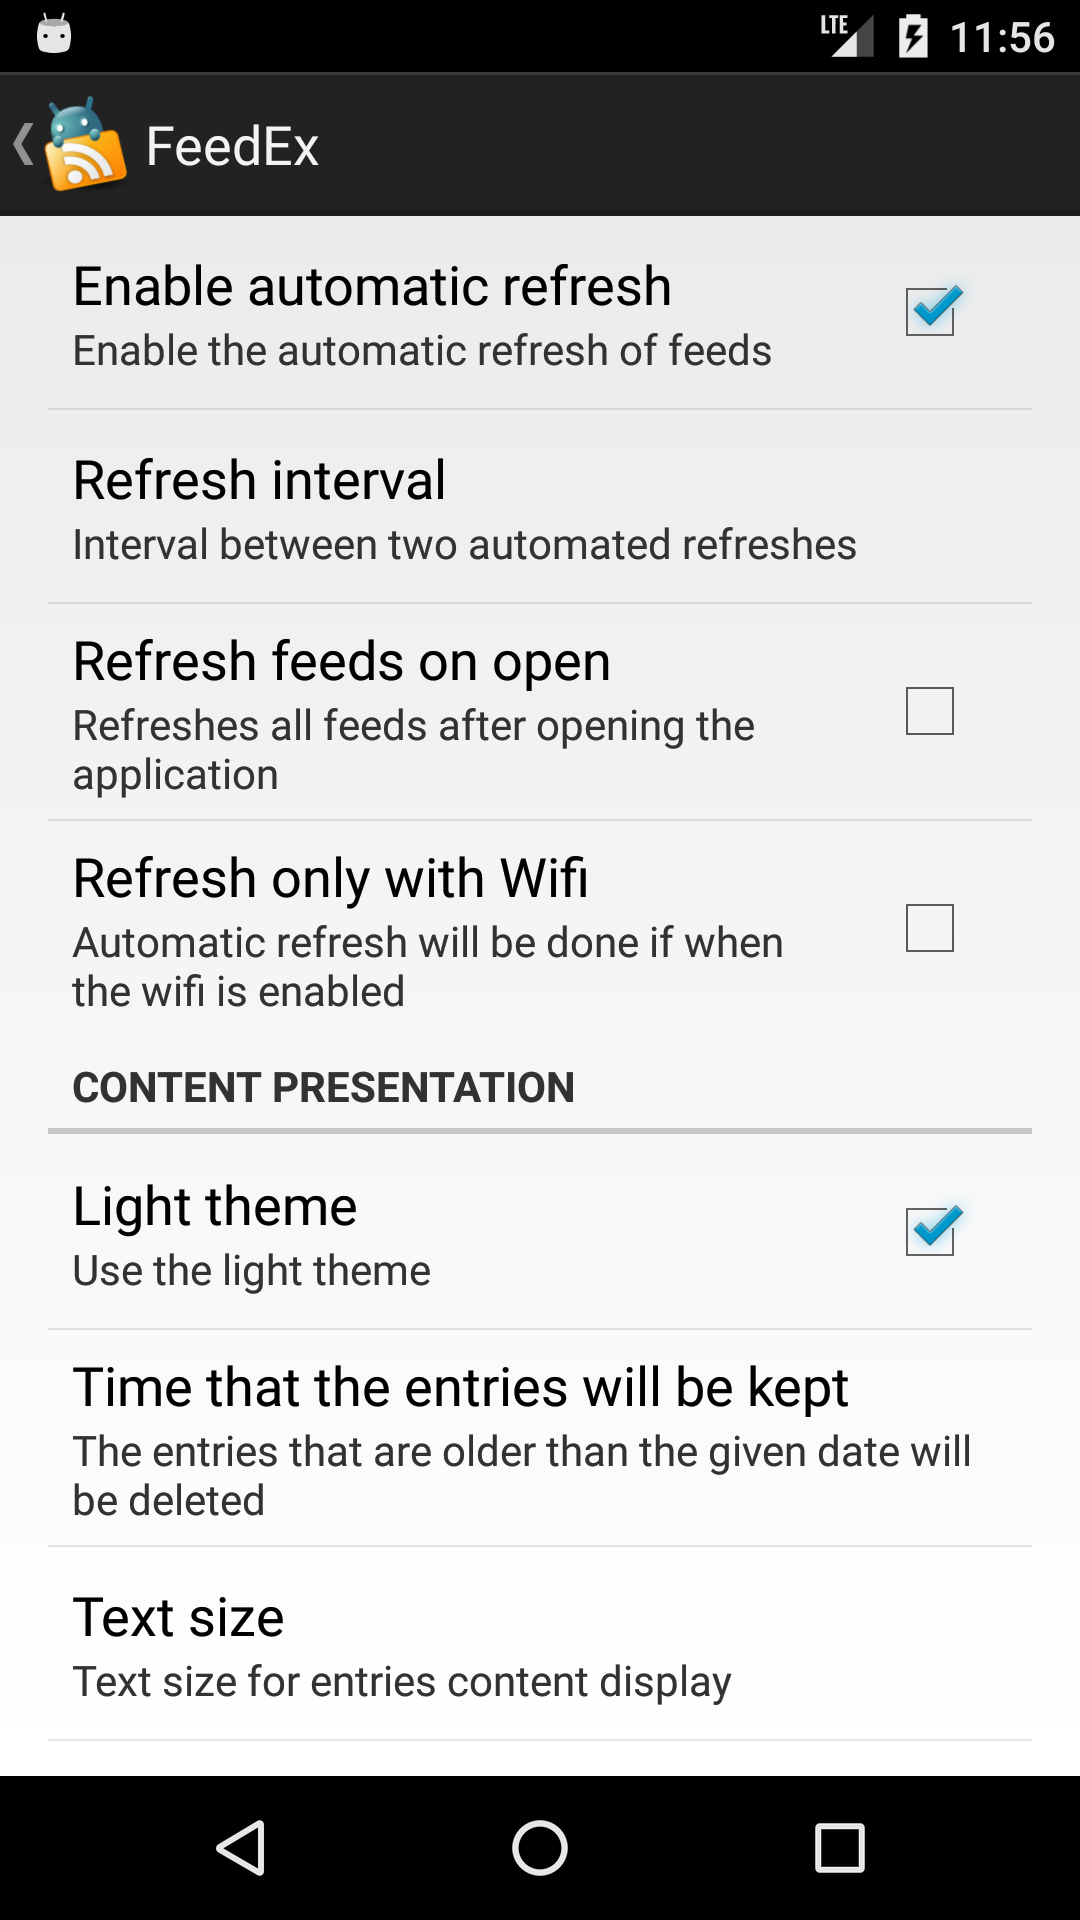 LTE 11:56
FeedEx
Enable automatic refresh
Enable the automatic refresh of feeds
Refresh interval
Interval between two automated refreshes
Refresh feeds on open
Refreshes all feeds after opening the
application
Refresh only with Wifi
Automatic refresh will be done if when
the wifi is enabled
CONTENT PRESENTATION
Light theme
Use the light theme
Time that the entries will be kept
The entries that are older than the given date will
be deleted
Text size
Text size for entries content display